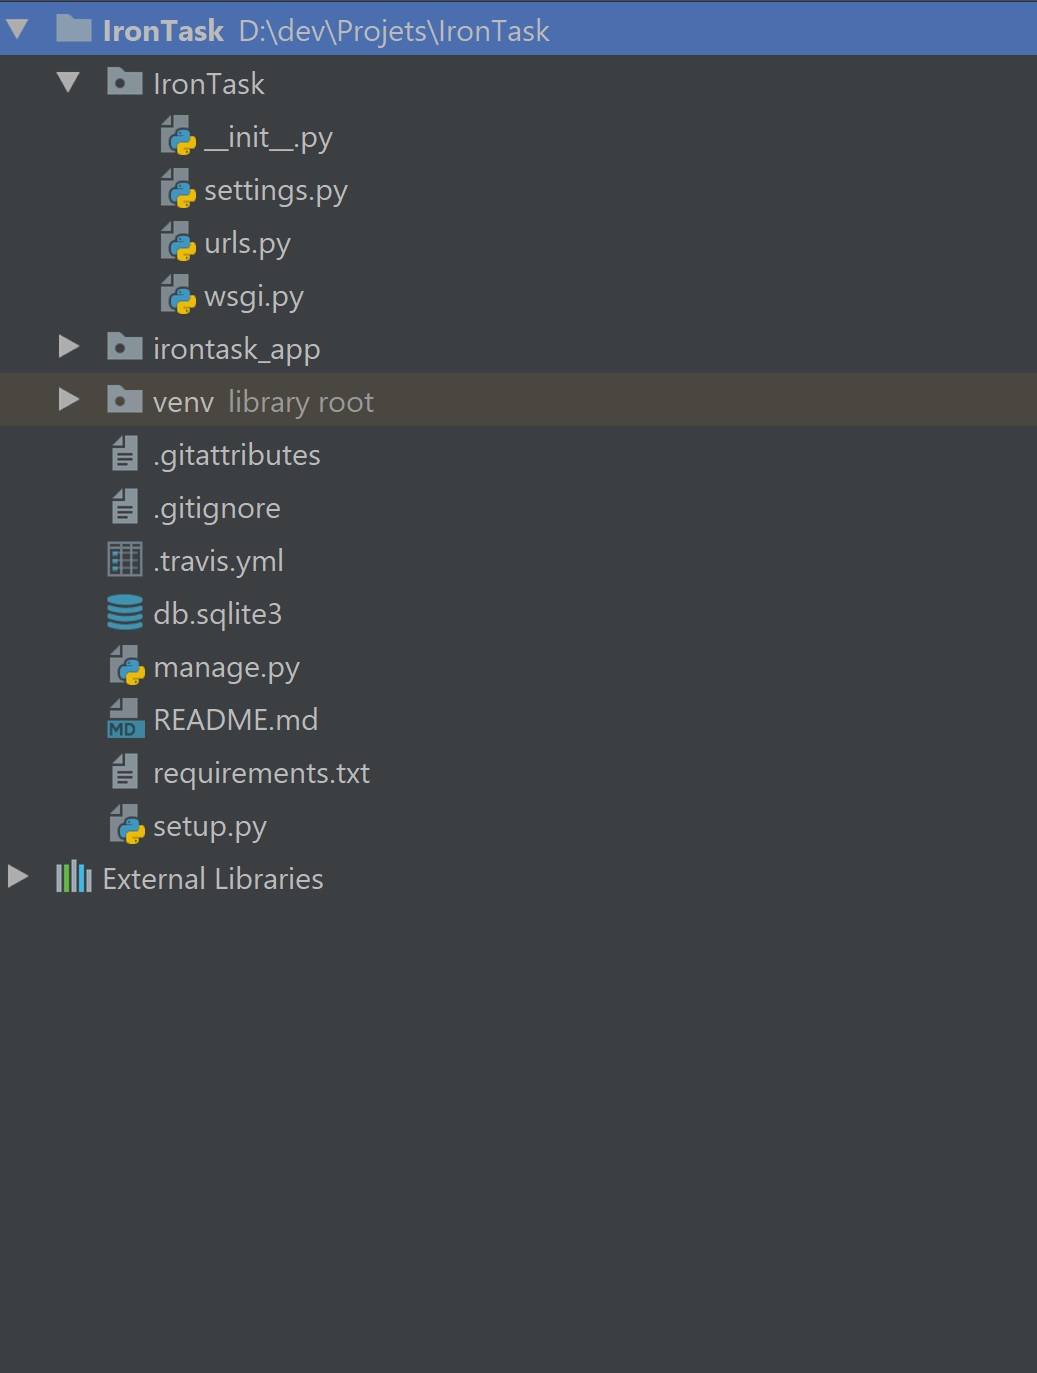 IronTask D:\dev\Projets\IronTask
IronTask
__init__.py
settings.py
urls.py
wsgi.py
irontask_app
venv library root
.gitattributes
.gitignore
.travis.yml
db.sqlite3
manage.py
MD README.md
requirements.txt
setup.py
External Libraries